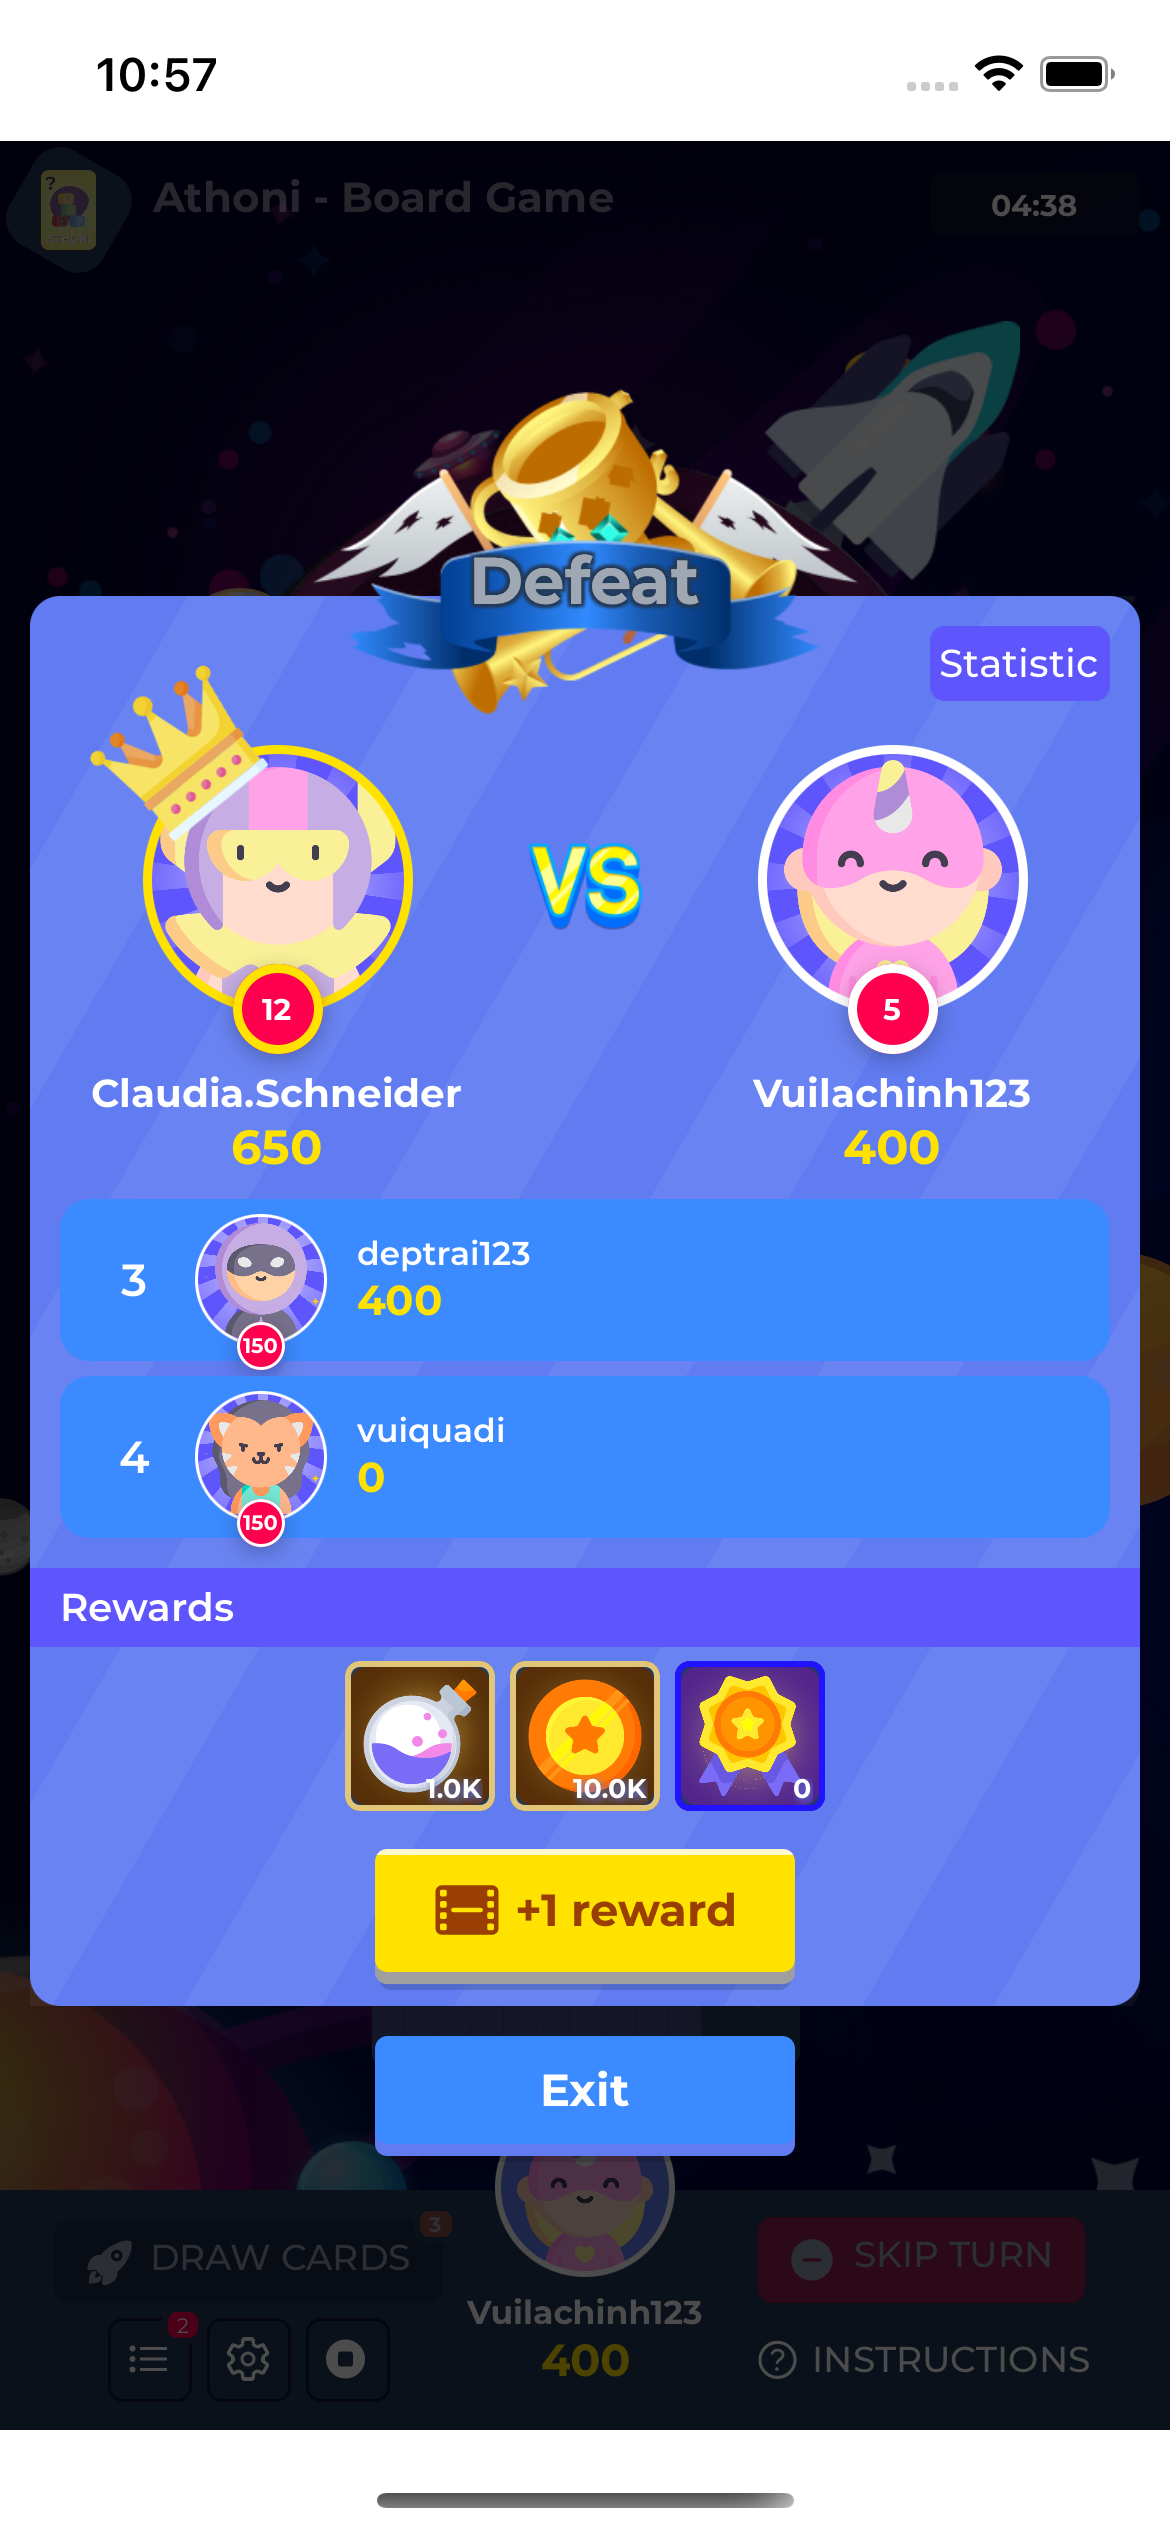 10:57
Athoni - Board Game
04:38
?
Defeat
Statistic
VS
12
5
Claudia.Schneider
Vuilachinh123
650
400
3
deptrai123
400
150
4
vuiquadi
0
150
Rewards
1.0K
10.0K
0
+1 reward
Exit
3
DRAW CARDS
SKIP TURN
2
Vuilachinh123
400
? INSTRUCTIONS